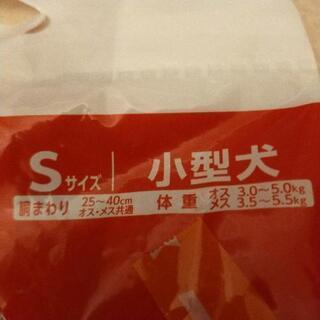 Sサイズ 小型犬
胴まわり 25～40cm オス・メス共通
体重 オス 3.0～5.0kg
メス 3.5～5.5kg